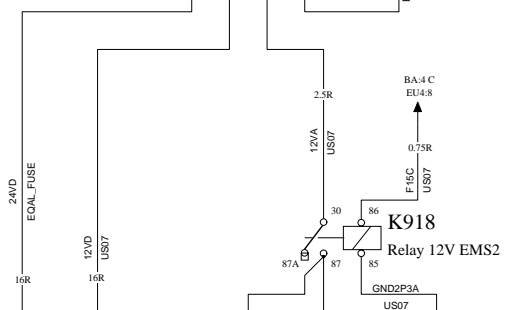 BA:4 C
EU4:8
2.5R
12VA
US07
0.75R
F15C
US07
24VD
EQAL_FUSE
12VD
US07
30
86
K918
Relay 12V EMS2
87A
87
85
16R
16R
GND2P3A
US07